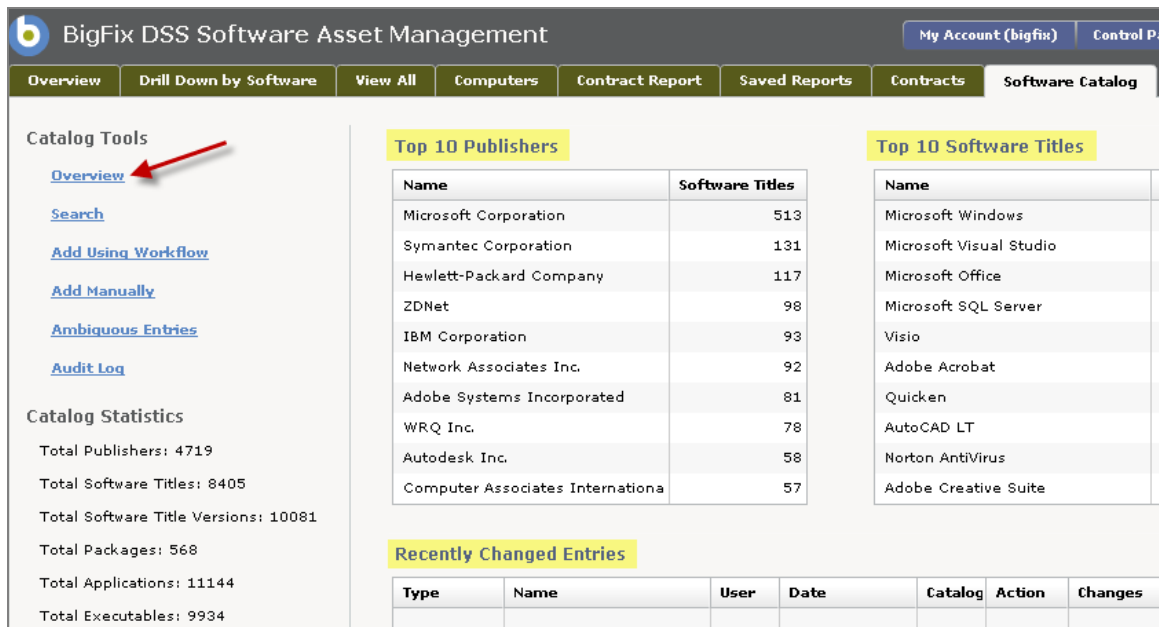 BigFix DSS Software Asset Management
My Account (bigfix) Control
Overview Drill Down by Software View All Computers Contract Report Saved Reports Contracts Software Catalog
Catalog Tools
Overview
Search
Add Using Workflow
Add Manually
Ambiguous Entries
Audit Log
Catalog Statistics
Total Publishers: 4719
Total Software Titles: 8405
Total Software Title Versions: 10081
Total Packages: 568
Total Applications: 11144
Total Executables: 9934
Top 10 Publishers
Name Software Titles
Microsoft Corporation 513
Symantec Corporation 131
Hewlett-Packard Company 117
ZDNet 98
IBM Corporation 93
Network Associates Inc. 92
Adobe Systems Incorporated 81
WRQ Inc. 78
Autodesk Inc. 58
Computer Associates Internationa 57
Top 10 Software Titles
Name
Microsoft Windows
Microsoft Visual Studio
Microsoft Office
Microsoft SQL Server
Visio
Adobe Acrobat
Quicken
AutoCAD LT
Norton AntiVirus
Adobe Creative Suite
Recently Changed Entries
Type Name User Date Catalog Action Changes